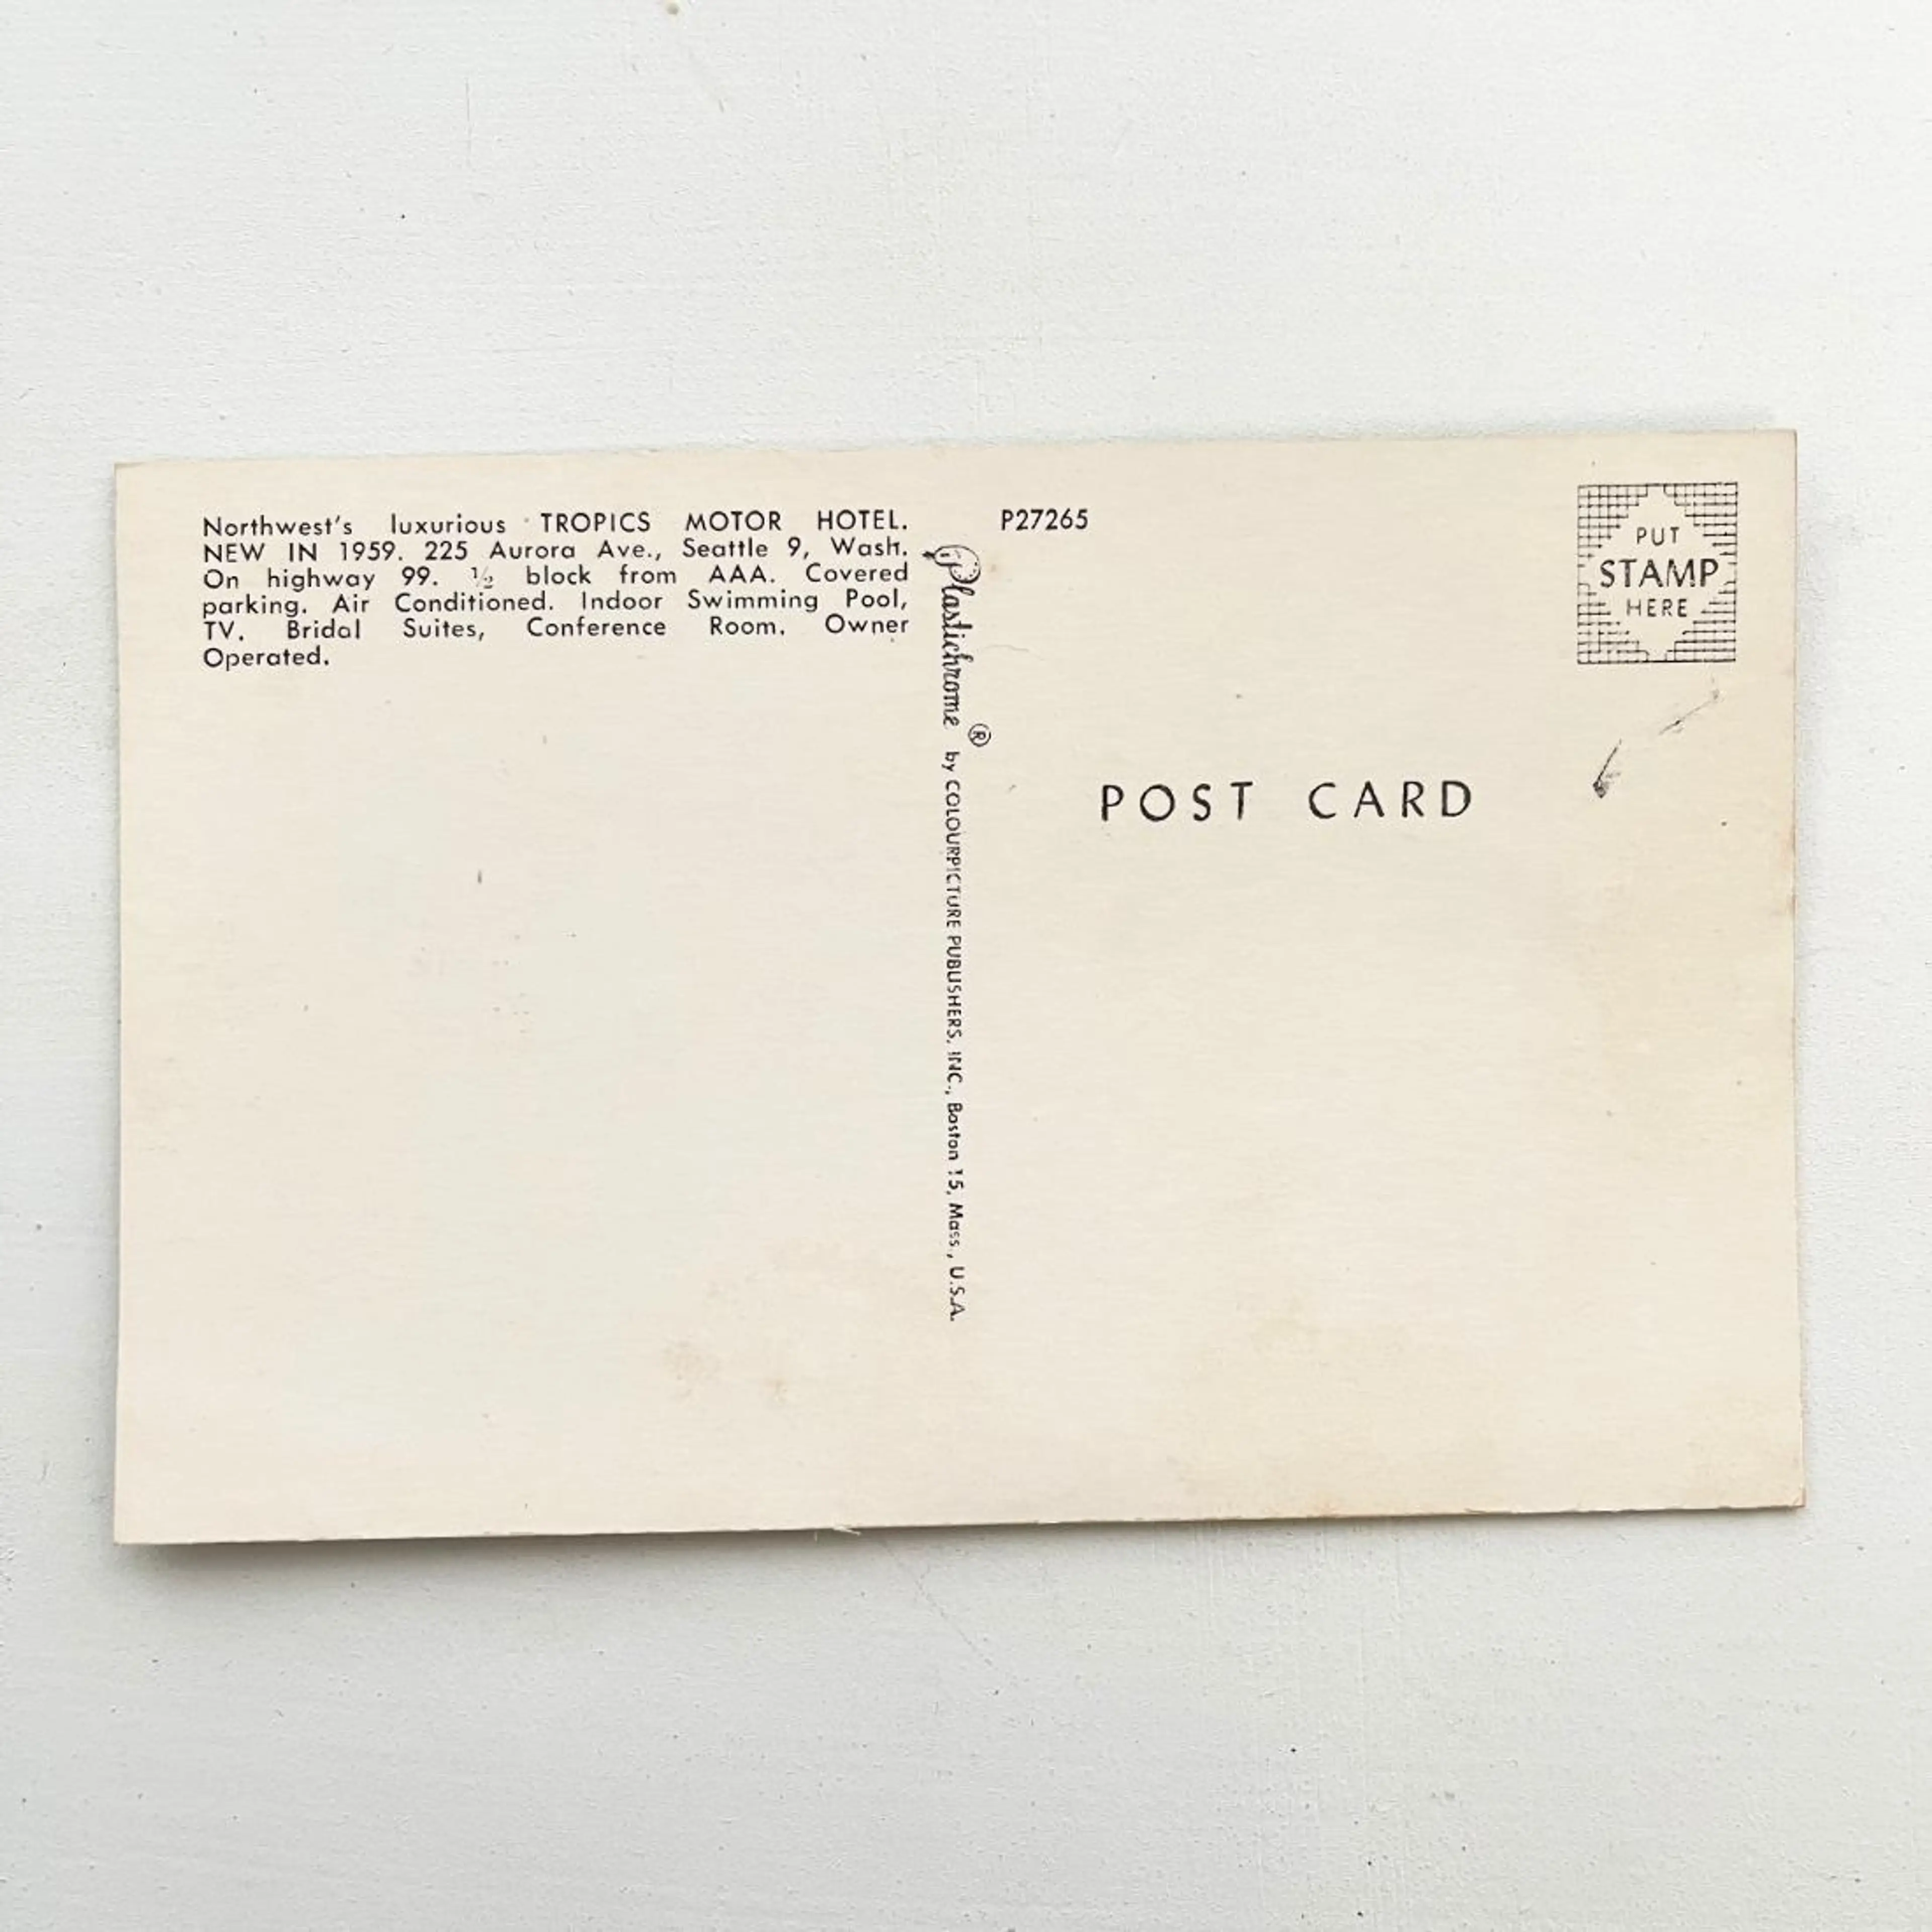 Northwest's luxurious TROPICS MOTOR HOTEL.
NEW IN 1959. 225 Aurora Ave., Seattle 9, Wash.
On highway 99. ½ block from AAA. Covered
parking. Air Conditioned. Indoor Swimming Pool,
TV. Bridal Suites, Conference Room. Owner
Operated.
Plastichrome ® by COLOURPICTURE PUBLISHERS, INC., Boston 15, Mass., U.S.A.
P27265
PUT
STAMP
HERE
POST CARD